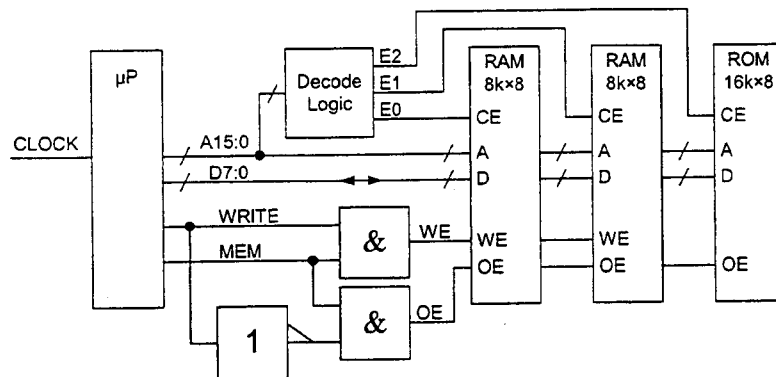 µP
CLOCK
A15:0
D7:0
WRITE
MEM
1
Decode
Logic
E2
E1
E0
&
WE
&
OE
RAM
8k×8
CE
A
D
WE
OE
RAM
8k×8
CE
A
D
WE
OE
ROM
16k×8
CE
A
D
OE